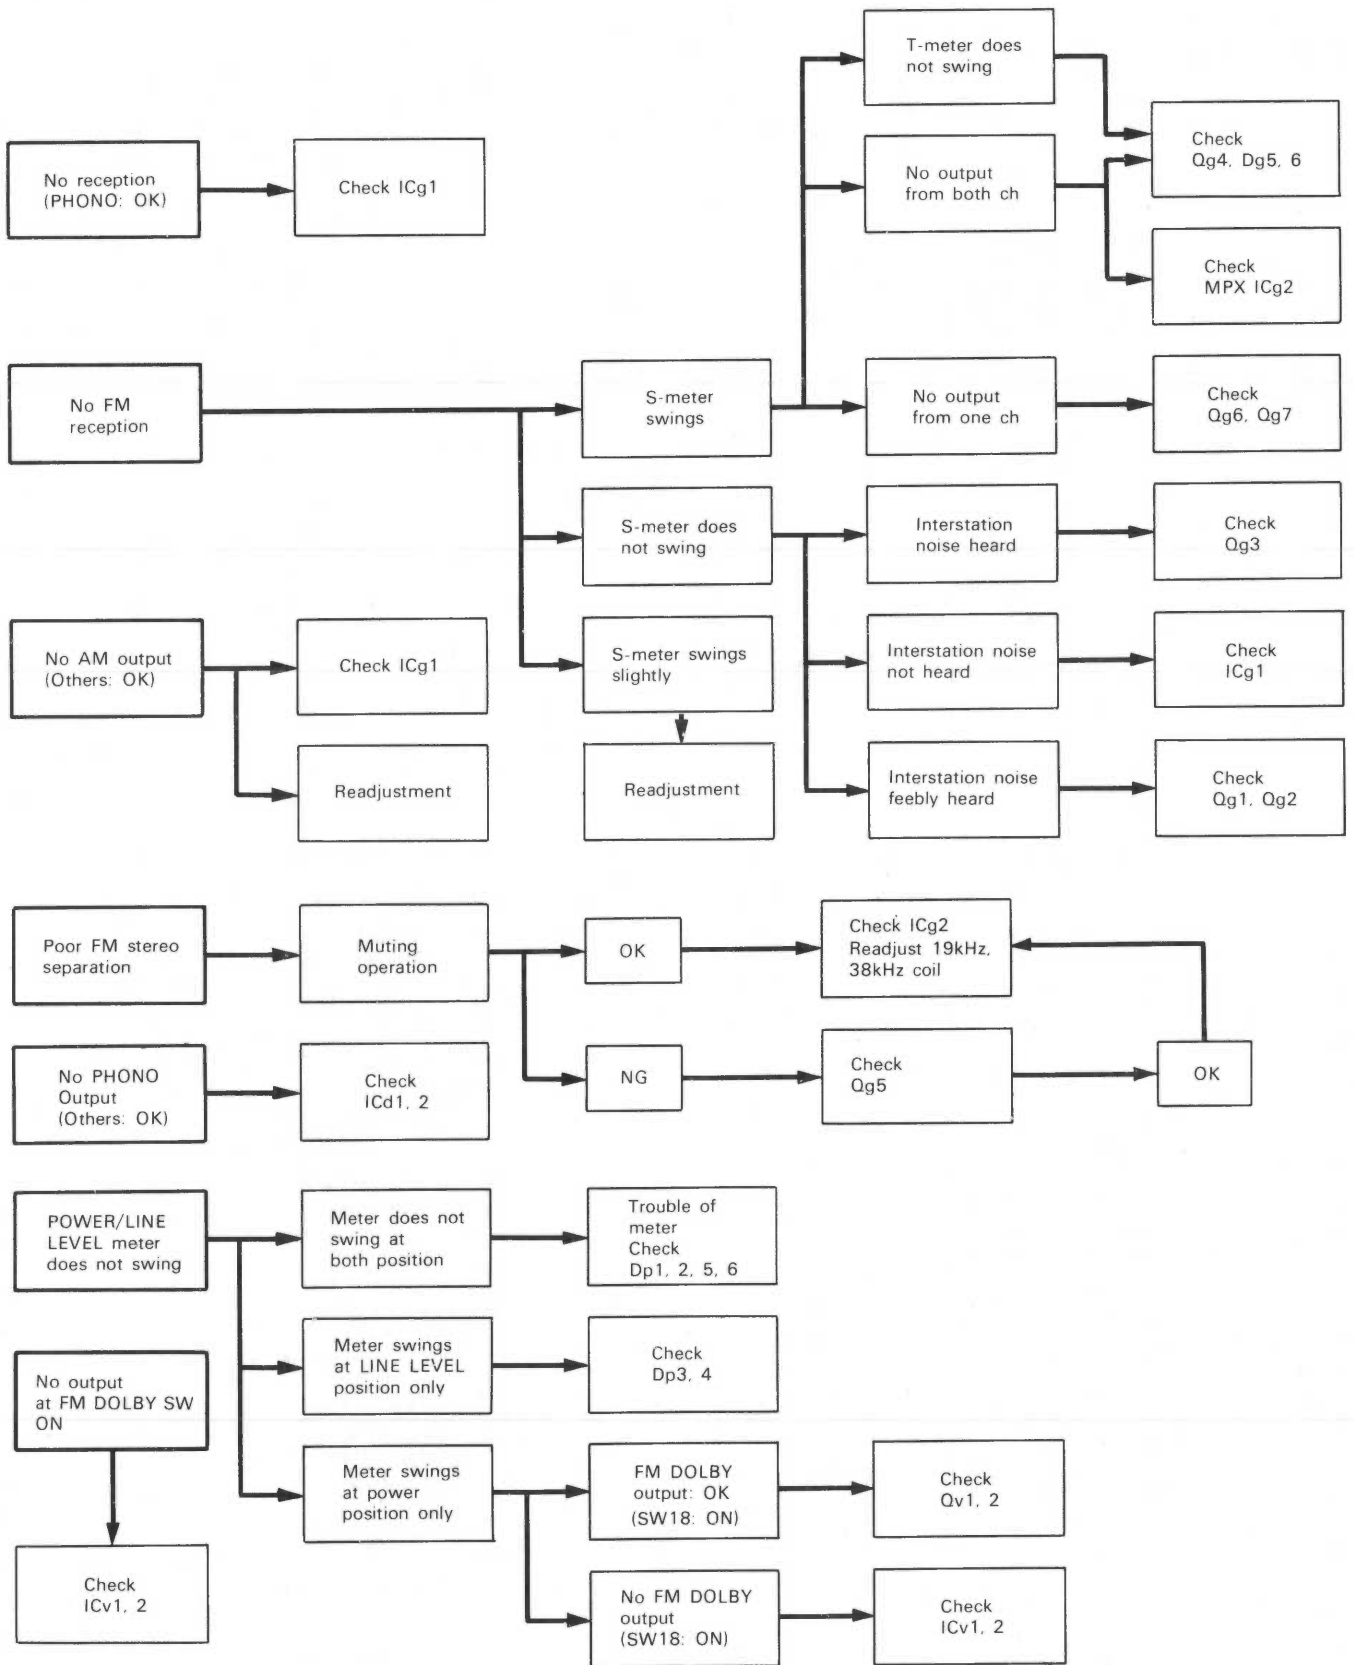 T-meter does
not swing
No reception
(PHONO: OK)
Check ICg1
No output
from both ch
Check
Qg4, Dg5, 6
Check
MPX ICg2
No FM
reception
S-meter
swings
No output
from one ch
Check
Qg6, Qg7
S-meter does
not swing
Interstation
noise heard
Check
Qg3
No AM output
(Others: OK)
Check ICg1
S-meter swings
slightly
Interstation noise
not heard
Check
ICg1
Readjustment
Readjustment
Interstation noise
feebly heard
Check
Qg1, Qg2
Poor FM stereo
separation
Muting
operation
OK
Check ICg2
Readjust 19kHz,
38kHz coil
No PHONO
Output
(Others: OK)
Check
ICd1, 2
NG
Check
Qg5
OK
POWER/LINE
LEVEL meter
does not swing
Meter does not
swing at
both position
Trouble of
meter
Check
Dp1, 2, 5, 6
Meter swings
at LINE LEVEL
position only
Check
Dp3, 4
No output
at FM DOLBY SW
ON
Meter swings
at power
position only
FM DOLBY
output: OK
(SW18: ON)
Check
Qv1, 2
Check
ICv1, 2
No FM DOLBY
output
(SW18: ON)
Check
ICv1, 2